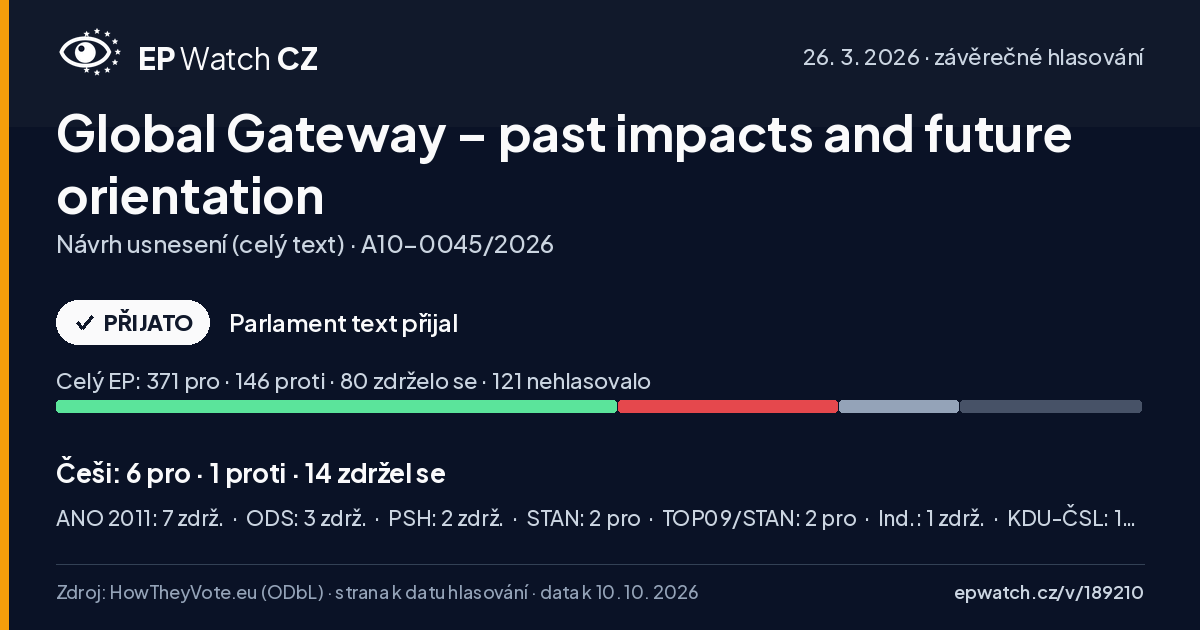 EP Watch CZ
26. 3. 2026 · závěrečné hlasování
Global Gateway – past impacts and future
orientation
Návrh usnesení (celý text) · A10–0045/2026
✓ PŘIJATO
Parlament text přijal
Celý EP: 371 pro · 146 proti · 80 zdrželo se · 121 nehlasovalo
Češi: 6 pro · 1 proti · 14 zdržel se
ANO 2011: 7 zdrž. · ODS: 3 zdrž. · PSH: 2 zdrž. · STAN: 2 pro · TOP09/STAN: 2 pro · Ind.: 1 zdrž. · KDU-ČSL: 1…
Zdroj: HowTheyVote.eu (ODbL) · strana k datu hlasování · data k 10. 10. 2026
epwatch.cz/v/189210